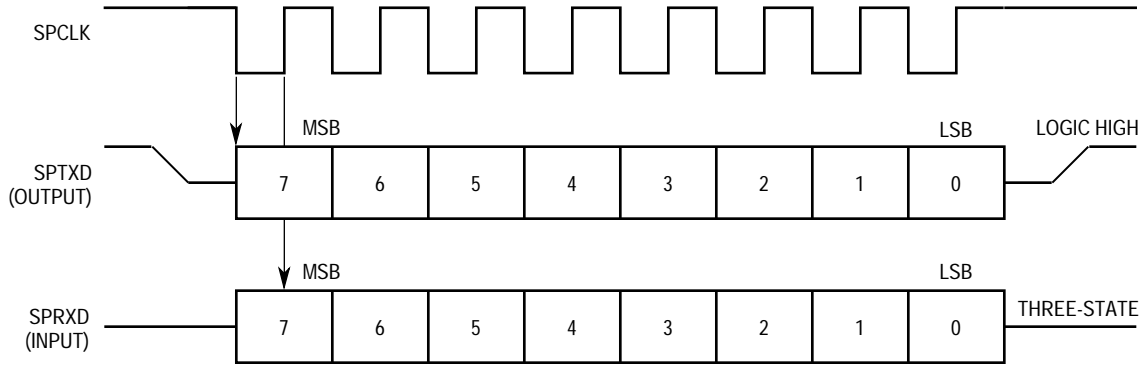 SPCLK
MSB
LSB
LOGIC HIGH
SPTXD
(OUTPUT)
7 6 5 4 3 2 1 0
MSB
LSB
THREE-STATE
SPRXD
(INPUT)
7 6 5 4 3 2 1 0